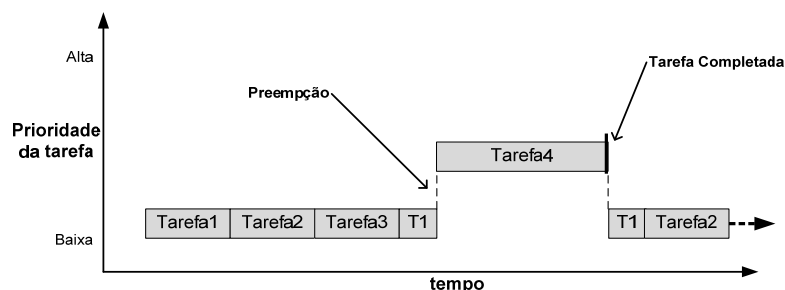 Alta
Tarefa Completada
Preempção
Prioridade
da tarefa
Tarefa4
Tarefa1 Tarefa2 Tarefa3 T1 T1 Tarefa2
Baixa
tempo